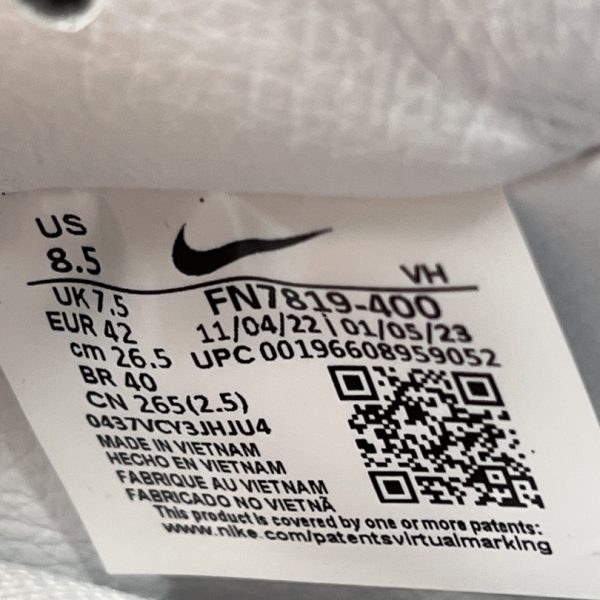 US
8.5
VH
UK 7.5
FN7819-400
EUR 42
11/04/22 \ 01/05/23
cm 26.5
UPC 00196608959052
BR 40
CN 265(2.5)
0437VCY3JHJU4
MADE IN VIETNAM
HECHO EN VIETNAM
FABRIQUE AU VIETNAM
FABRICADO NO VIETNÃ
This product is covered by one or more patents:
www.nike.com/patentsvirtualmarking